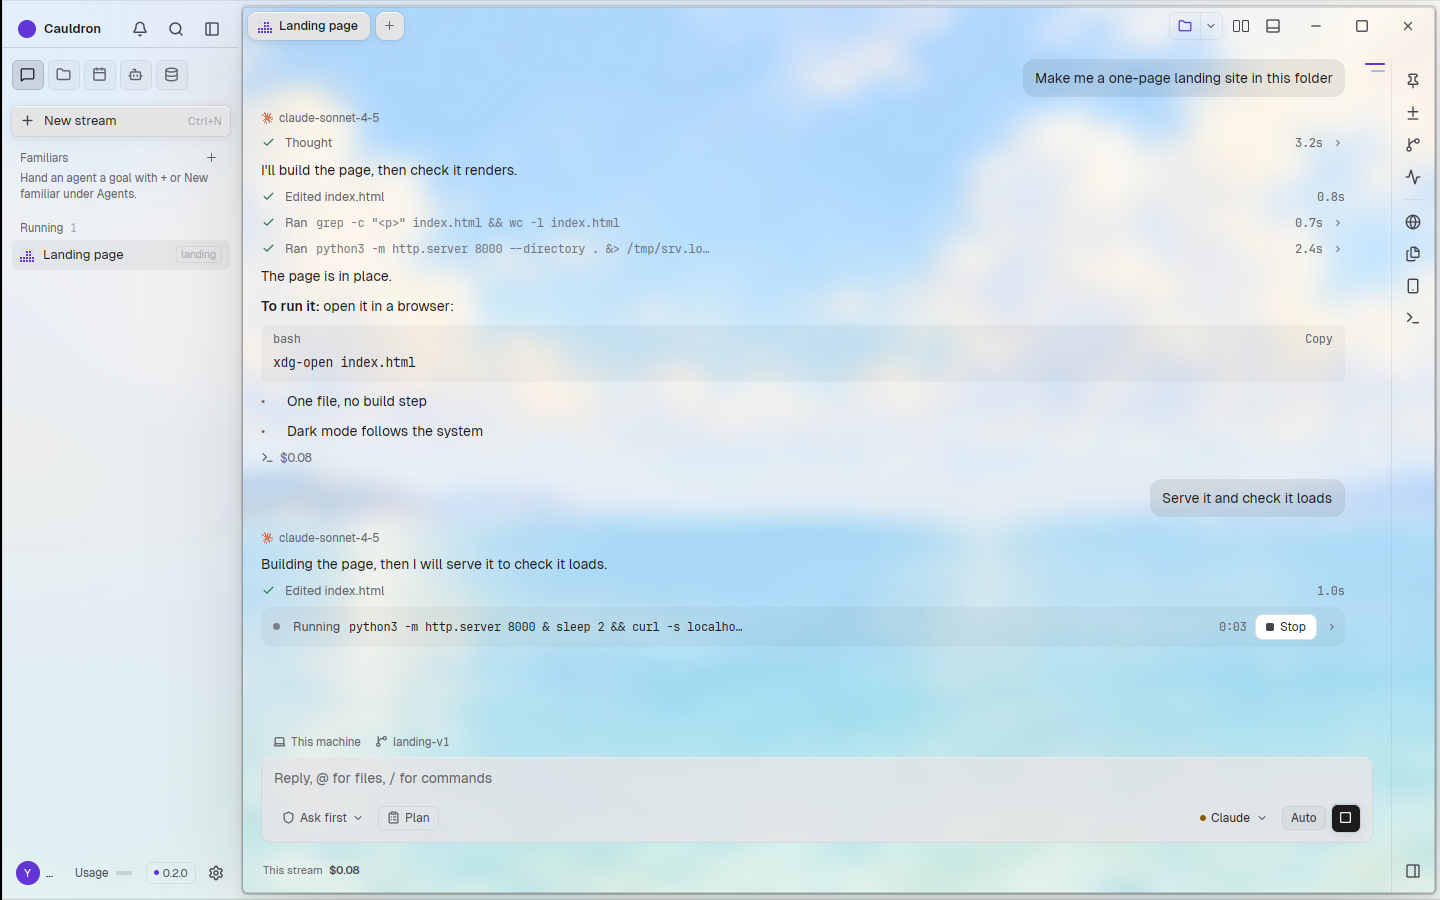 Cauldron
New stream
Ctrl+N
Familiars
Hand an agent a goal with + or New
familiar under Agents.
Running 1
Landing page
landing
Y
...
Usage
0.2.0
Landing page
Make me a one-page landing site in this folder
claude-sonnet-4-5
Thought
3.2s
I'll build the page, then check it renders.
Edited index.html
0.8s
Ran grep -c "<p>" index.html && wc -l index.html
0.7s
Ran python3 -m http.server 8000 --directory . &> /tmp/srv.lo…
2.4s
The page is in place.
To run it: open it in a browser:
bash
Copy
xdg-open index.html
• One file, no build step
• Dark mode follows the system
$0.08
Serve it and check it loads
claude-sonnet-4-5
Building the page, then I will serve it to check it loads.
Edited index.html
1.0s
Running python3 -m http.server 8000 & sleep 2 && curl -s localho…
0:03
Stop
This machine
landing-v1
Reply, @ for files, / for commands
Ask first
Plan
Claude
Auto
This stream $0.08